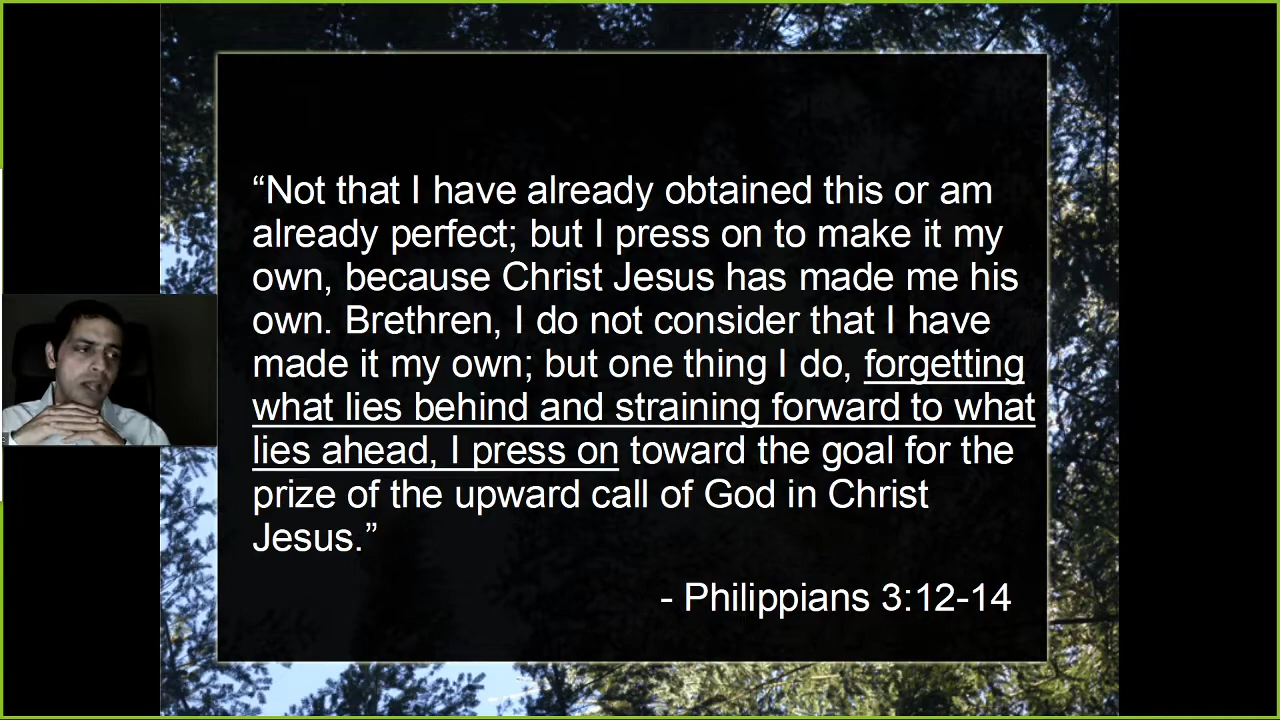 “Not that I have already obtained this or am
already perfect; but I press on to make it my
own, because Christ Jesus has made me his
own. Brethren, I do not consider that I have
made it my own; but one thing I do, forgetting
what lies behind and straining forward to what
lies ahead, I press on toward the goal for the
prize of the upward call of God in Christ
Jesus.”
- Philippians 3:12-14